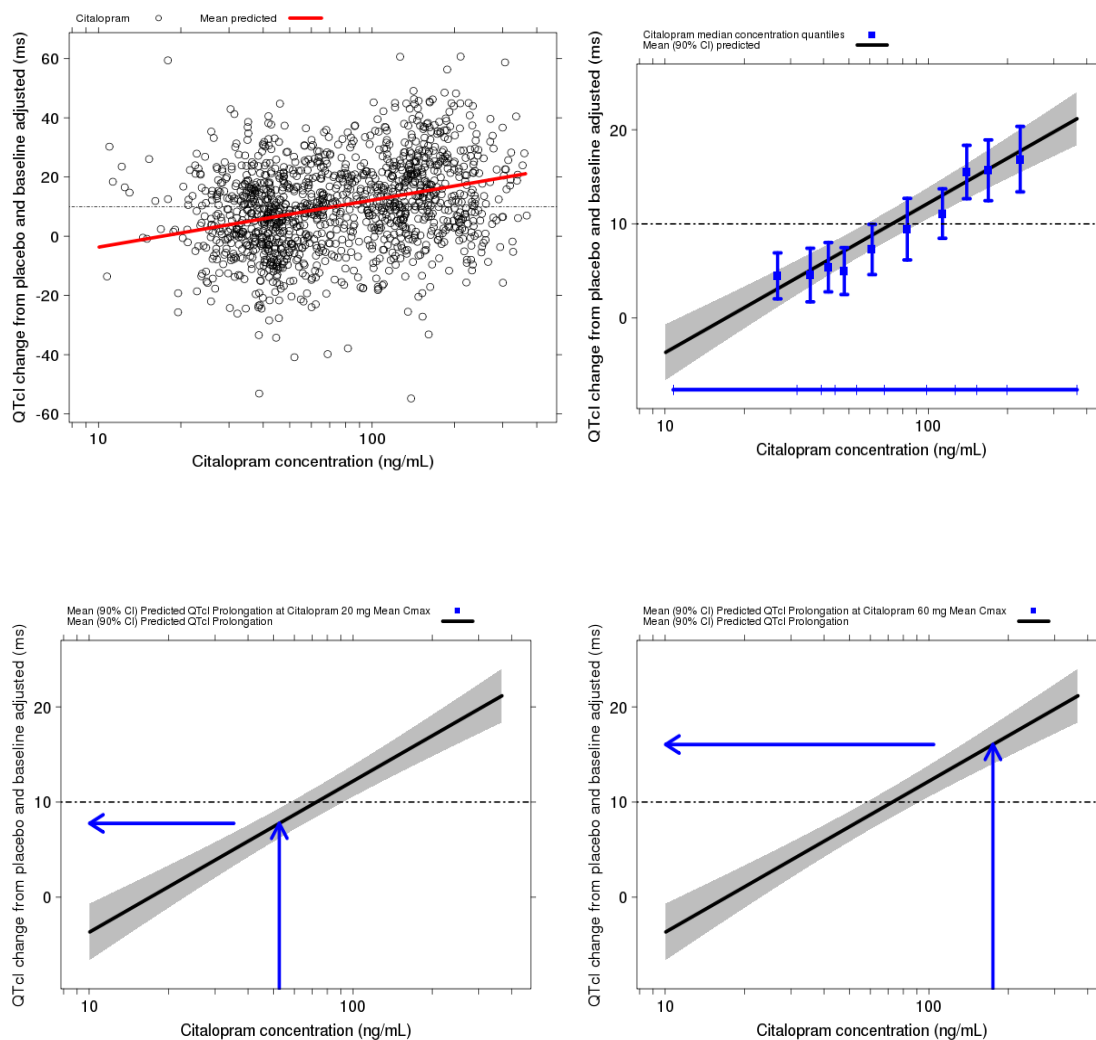 Citalopram Mean predicted
QTcI change from placebo and baseline adjusted (ms)
60
40
20
0
-20
-40
-60
10 100
Citalopram concentration (ng/mL)
Citalopram median concentration quantiles
Mean (90% CI) predicted
QTcI change from placebo and baseline adjusted (ms)
20
10
0
10 100
Citalopram concentration (ng/mL)
Mean (90% CI) Predicted QTcI Prolongation at Citalopram 20 mg Mean Cmax
Mean (90% CI) Predicted QTcI Prolongation
QTcI change from placebo and baseline adjusted (ms)
20
10
0
10 100
Citalopram concentration (ng/mL)
Mean (90% CI) Predicted QTcI Prolongation at Citalopram 60 mg Mean Cmax
Mean (90% CI) Predicted QTcI Prolongation
QTcI change from placebo and baseline adjusted (ms)
20
10
0
10 100
Citalopram concentration (ng/mL)